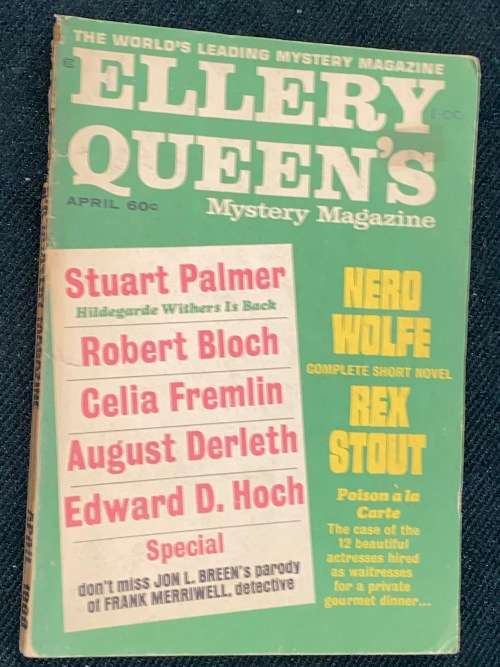 THE WORLD'S LEADING MYSTERY MAGAZINE
ELLERY
QUEEN'S
APRIL 60¢
Mystery Magazine
Stuart Palmer
Hildegarde Withers Is Back
Robert Bloch
Celia Fremlin
August Derleth
Edward D. Hoch
Special
don't miss JON L. BREEN's parody
of FRANK MERRIWELL, detective
NERO
WOLFE
COMPLETE SHORT NOVEL
REX
STOUT
Poison a la
Carte
The case of the
12 beautiful
actresses hired
as waitresses
for a private
gourmet dinner...